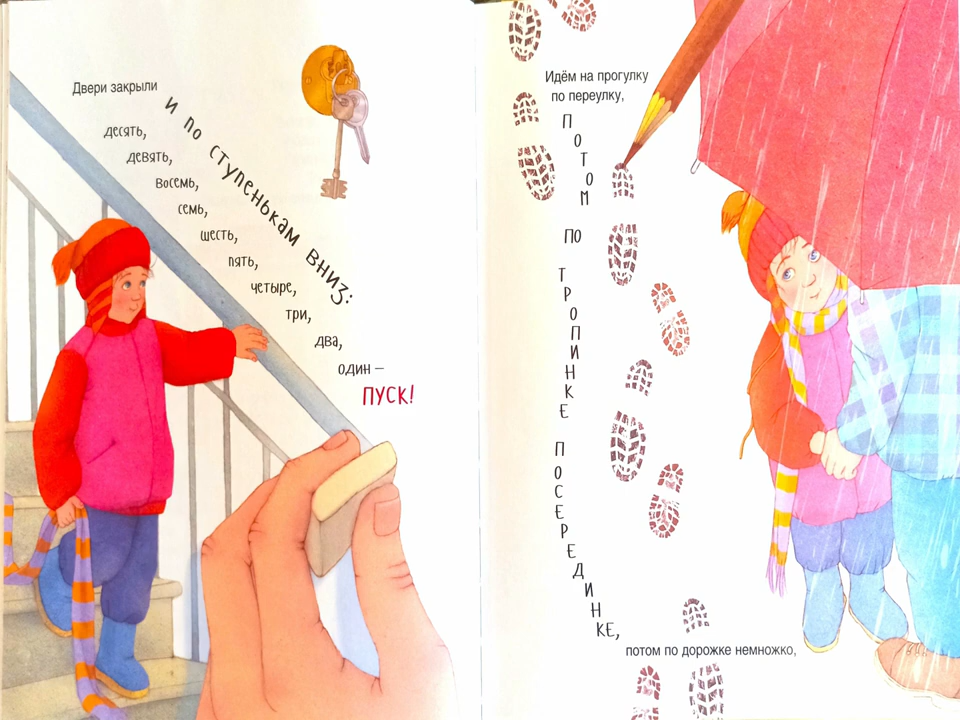 Двери закрыли
и по ступенькам вниз:
десять,
девять,
восемь,
семь,
шесть,
пять,
четыре,
три,
два,
один –
ПУСК!
Идём на прогулку
по переулку,
ПОТОМ
ПО
ТРОПИНКЕ
ПОСЕРЕДИНКЕ,
потом по дорожке немножко,